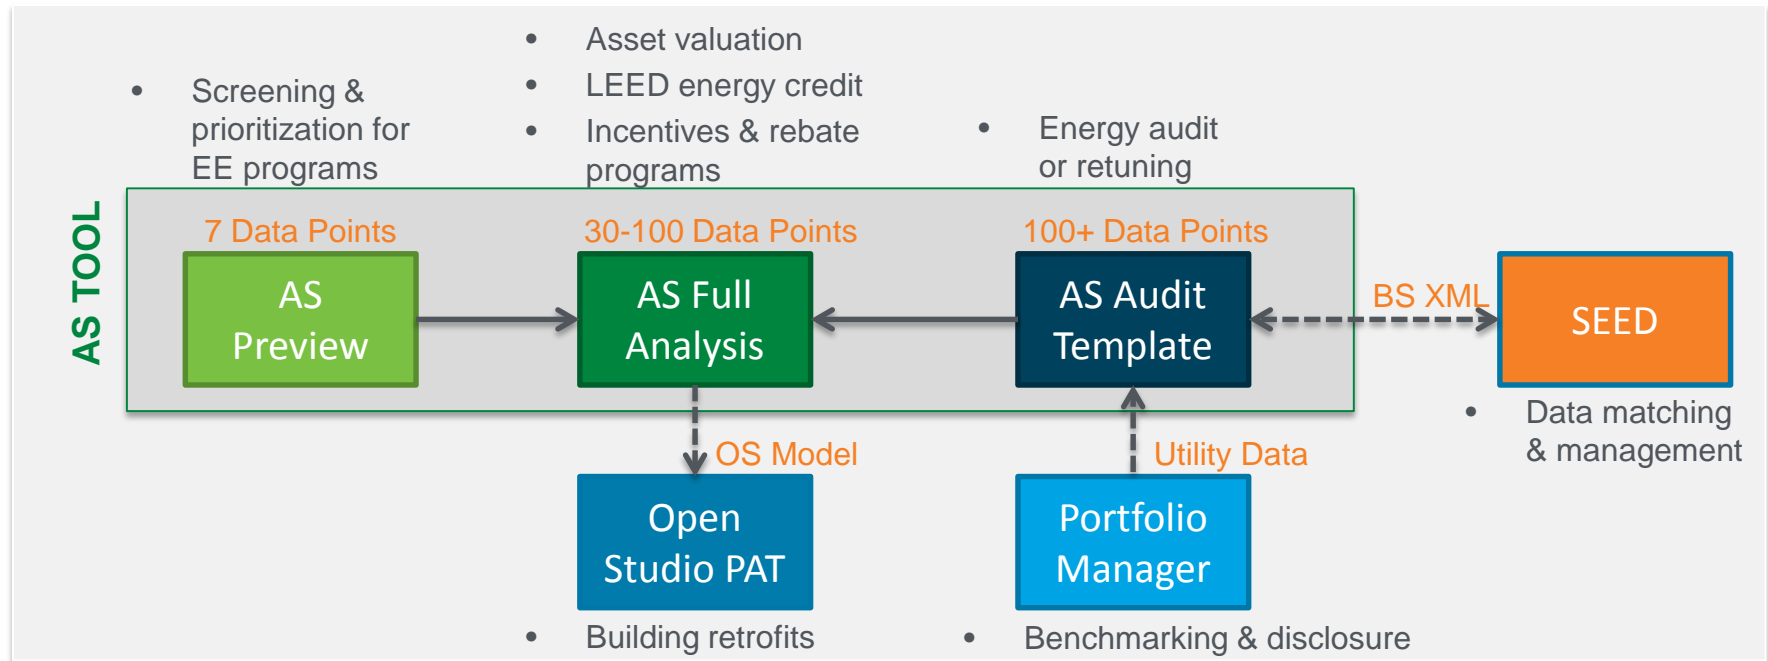 • Asset valuation
• LEED energy credit
• Incentives & rebate
programs
• Screening &
prioritization for
EE programs
• Energy audit
or retuning
AS TOOL
7 Data Points
30-100 Data Points
100+ Data Points
AS
Preview
AS Full
Analysis
AS Audit
Template
BS XML
SEED
• Data matching
& management
OS Model
Utility Data
Open
Studio PAT
Portfolio
Manager
• Building retrofits
• Benchmarking & disclosure